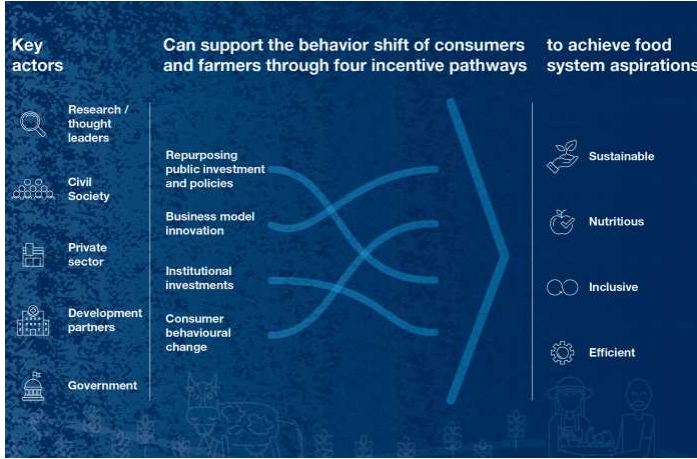 Key
actors
Can support the behavior shift of consumers
and farmers through four incentive pathways
to achieve food
system aspirations
Research /
thought
leaders
Civil
Society
Private
sector
Development
partners
Government
Repurposing
public investment
and policies
Business model
innovation
Institutional
investments
Consumer
behavioural
change
Sustainable
Nutritious
Inclusive
Efficient